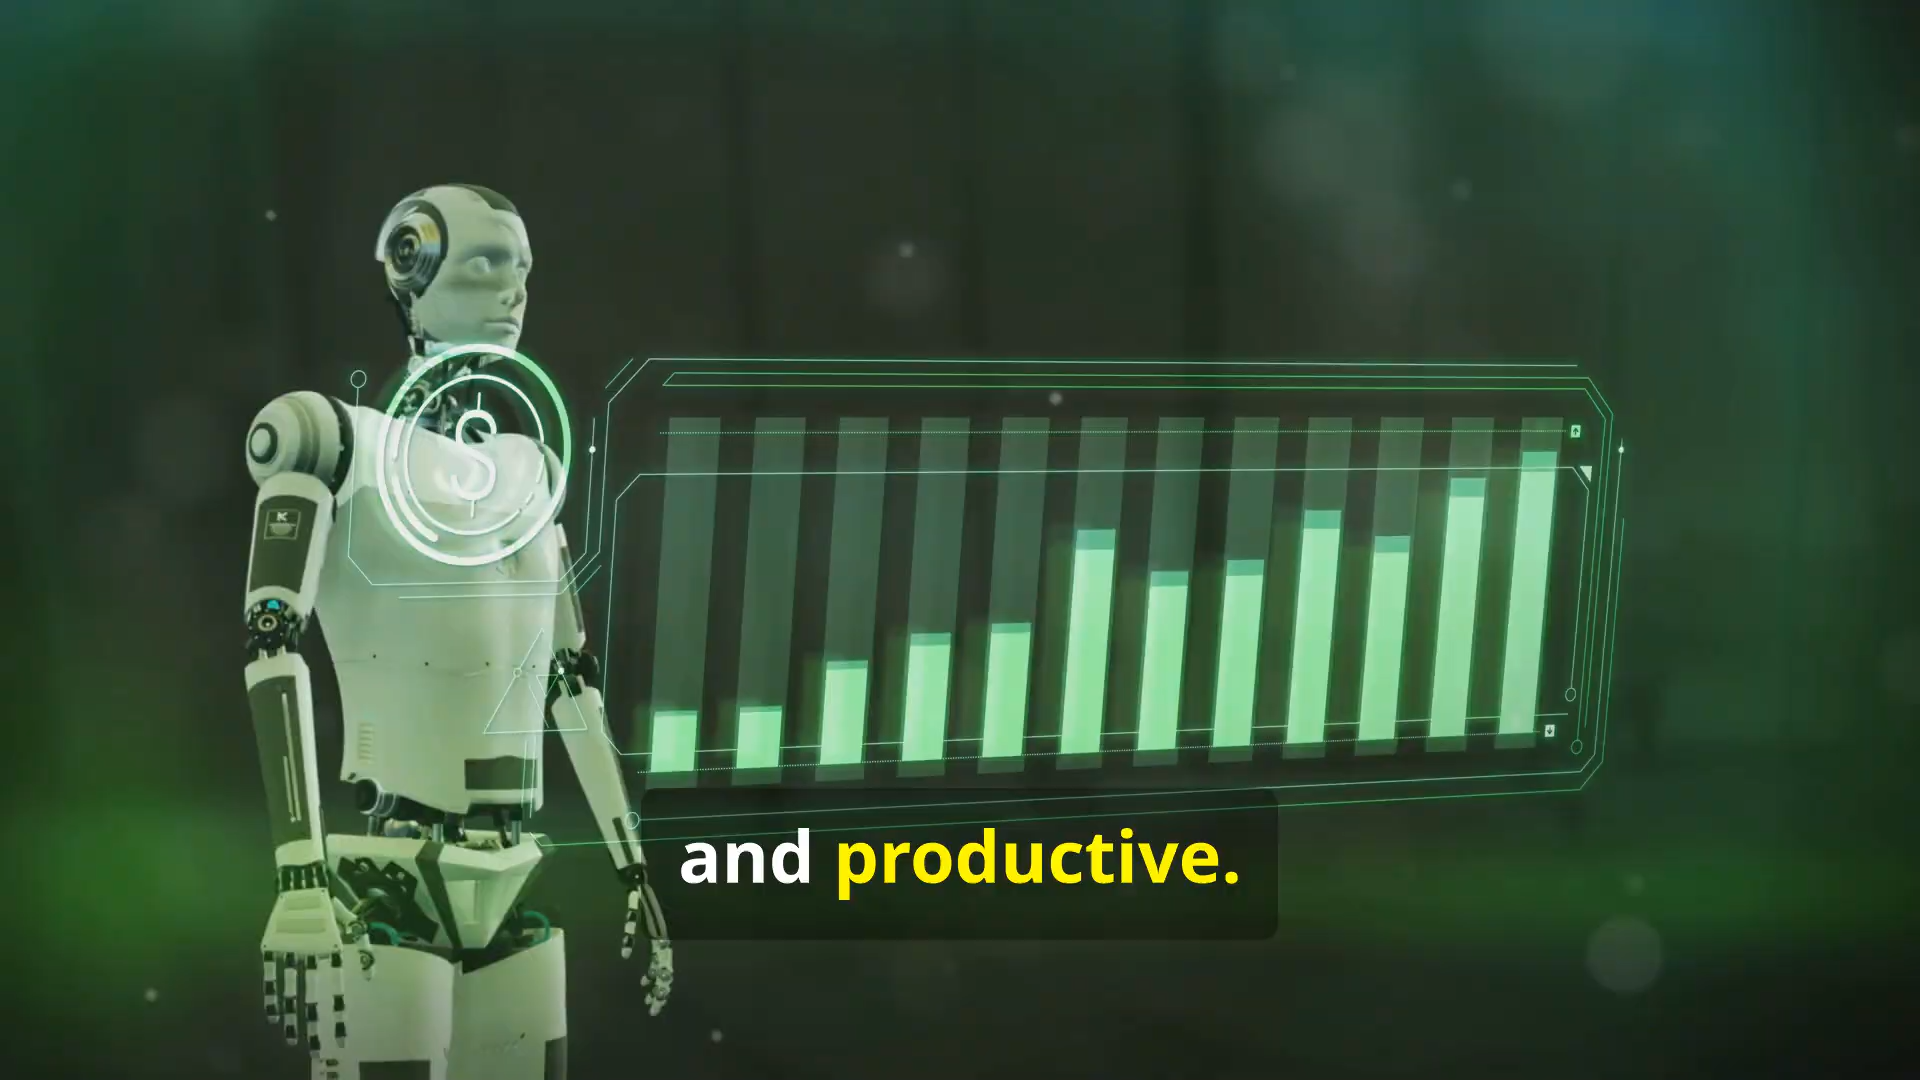 $
and productive.